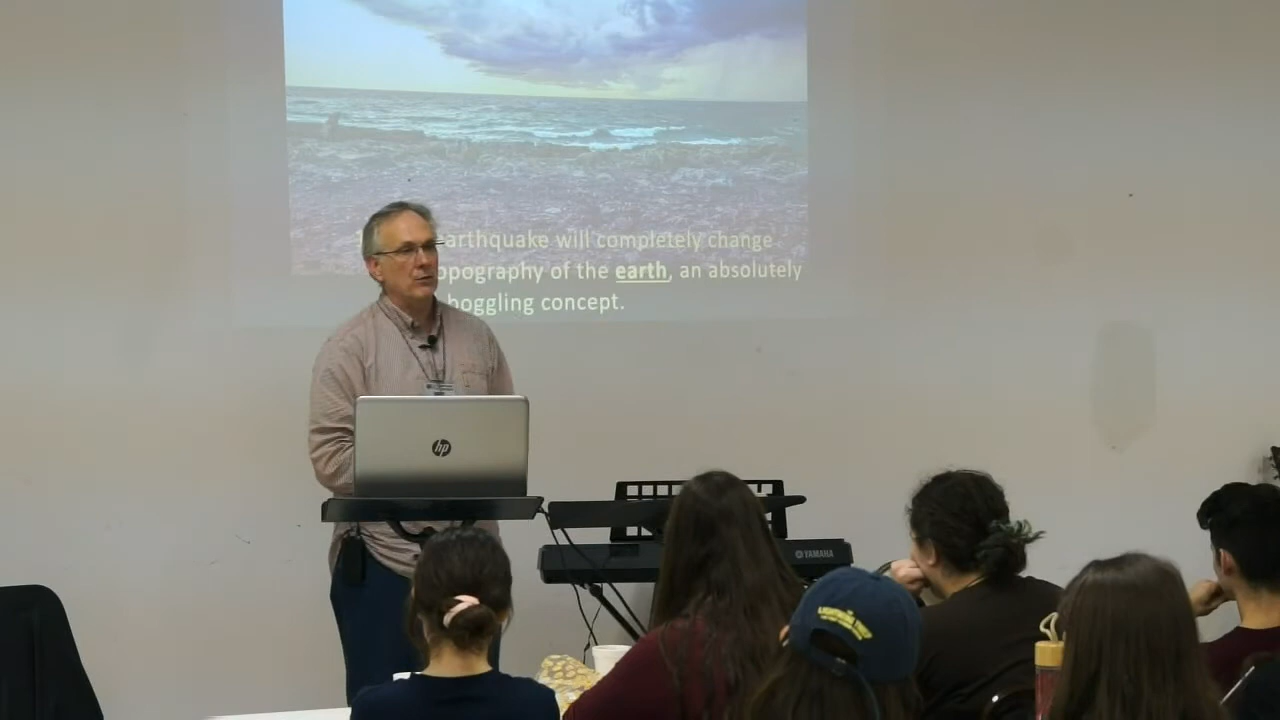 arthquake will completely change
opography of the earth, an absolutely
boggling concept.
hp
YAMAHA